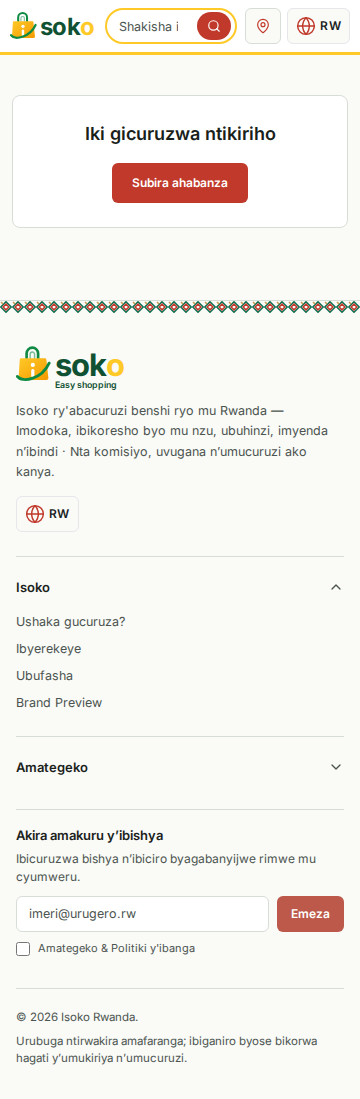 soko
Shakisha i
RW
Iki gicuruzwa ntikiriho
Subira ahabanza
soko
Easy shopping
Isoko ry'abacuruzi benshi ryo mu Rwanda —
Imodoka, ibikoresho byo mu nzu, ubuhinzi, imyenda
n’ibindi · Nta komisiyo, uvugana n’umucuruzi ako
kanya.
RW
Isoko
Ushaka gucuruza?
Ibyerekeye
Ubufasha
Brand Preview
Amategeko
Akira amakuru y’ibishya
Ibicuruzwa bishya n’ibiciro byagabanyijwe rimwe mu
cyumweru.
imeri@urugero.rw
Emeza
Amategeko & Politiki y'ibanga
© 2026 Isoko Rwanda.
Urubuga ntirwakira amafaranga; ibiganiro byose bikorwa
hagati y’umukiriya n’umucuruzi.